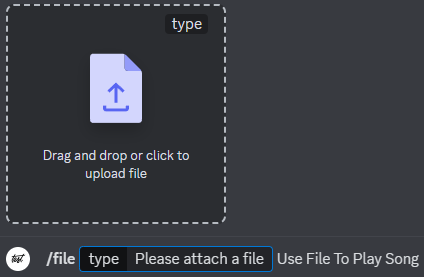 type
Drag and drop or click to
upload file
test /file type Please attach a file Use File To Play Song